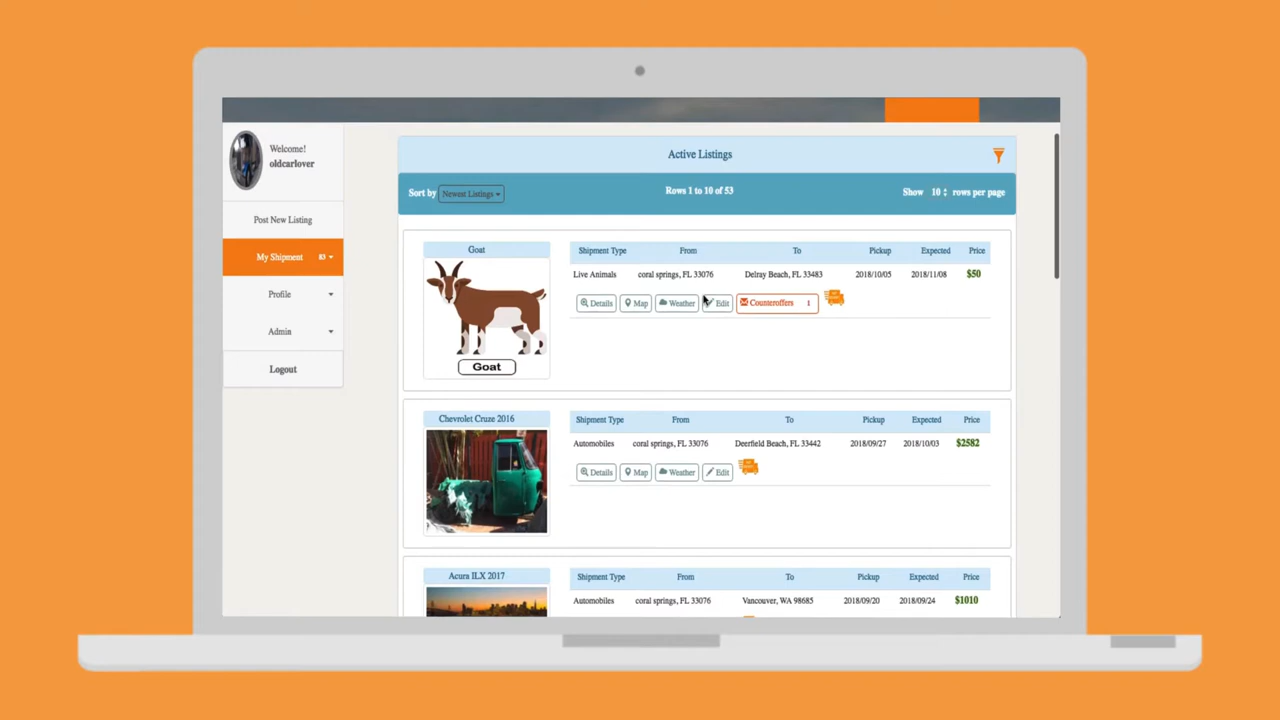 Welcome!
oldcarlover
Post New Listing
My Shipment
Profile
Admin
Logout
Active Listings
Sort by Newest Listings Rows 1 to 10 of 53 Show 10 rows per page
Goat
Shipment Type From To Pickup Expected Price
Live Animals coral springs, FL 33076 Delray Beach, FL 33483 2018/10/05 2018/11/08 $50
Details Map Weather Edit Counteroffers 1
Goat
Chevrolet Cruze 2016
Shipment Type From To Pickup Expected Price
Automobiles coral springs, FL 33076 Deerfield Beach, FL 33442 2018/09/27 2018/10/03 $2582
Details Map Weather Edit
Acura ILX 2017
Shipment Type From To Pickup Expected Price
Automobiles coral springs, FL 33076 Vancouver, WA 98685 2018/09/20 2018/09/24 $1010